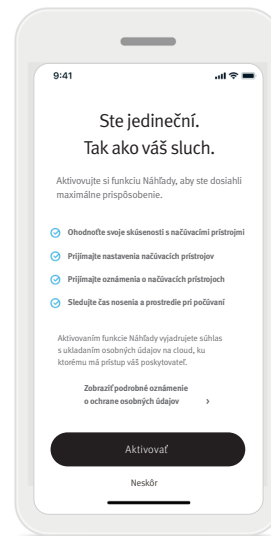 9:41
Ste jedineční.
Tak ako váš sluch.
Aktivovujte si funkciu Náhľady, aby ste dosiahli
maximálne prispôsobenie.
Ohodnoťte svoje skúsenosti s načúvacími prístrojmi
Prijímajte nastavenia načúvacích prístrojov
Prijímajte oznámenia o načúvacích prístrojoch
Sledujte čas nosenia a prostredie pri počúvaní
Aktivovaním funkcie Náhľady vyjadrujete súhlas
s ukladaním osobných údajov na cloud, ku
ktorému má prístup váš poskytovateľ.
Zobraziť podrobné oznámenie
o ochrane osobných údajov
Aktivovať
Neskôr